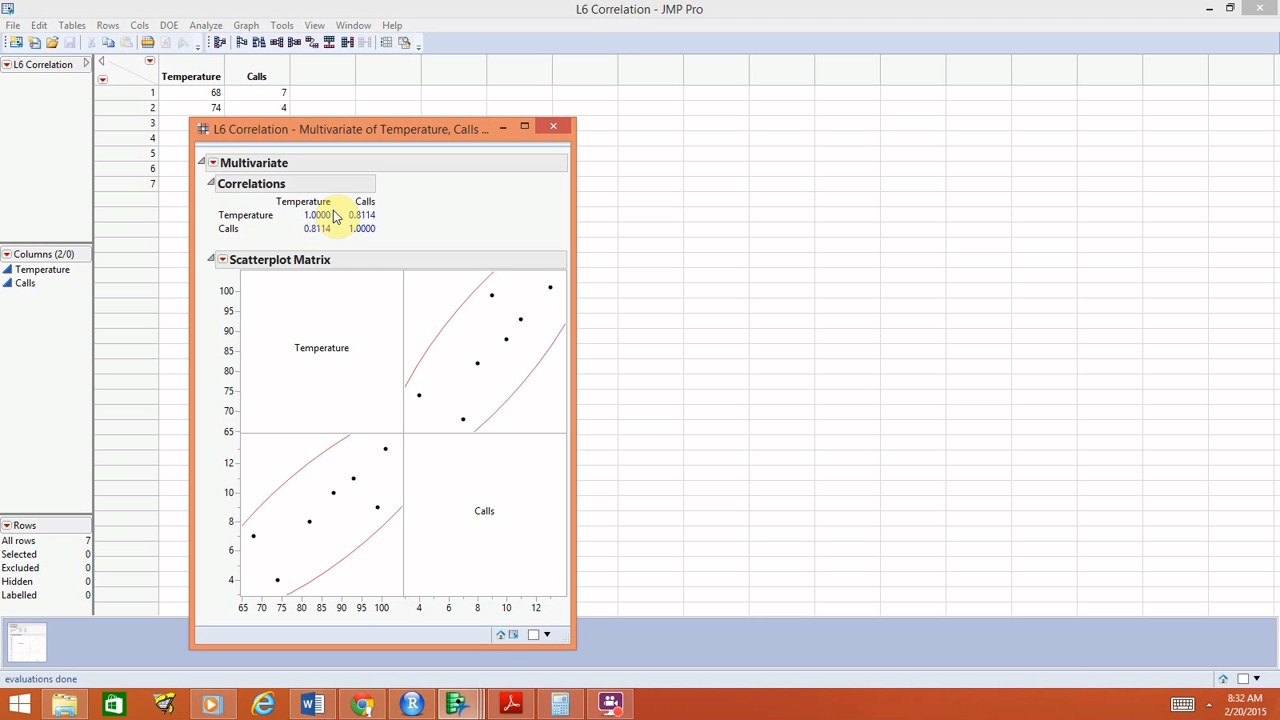 L6 Correlation - JMP Pro
File Edit Tables Rows Cols DOE Analyze Graph Tools View Window Help
L6 Correlation
Temperature Calls
1 68 7
2 74 4
3
4
5
6
7
L6 Correlation - Multivariate of Temperature, Calls ...
Multivariate
Correlations
Temperature Calls
Temperature 1.0000 0.8114
Calls 0.8114 1.0000
Scatterplot Matrix
100
95
90
85
80
75
70
65
Temperature
12
10
8
6
4
Calls
65 70 75 80 85 90 95 100 4 6 8 10 12
Columns (2/0)
Temperature
Calls
Rows
All rows 7
Selected 0
Excluded 0
Hidden 0
Labelled 0
evaluations done
8:32 AM
2/20/2015